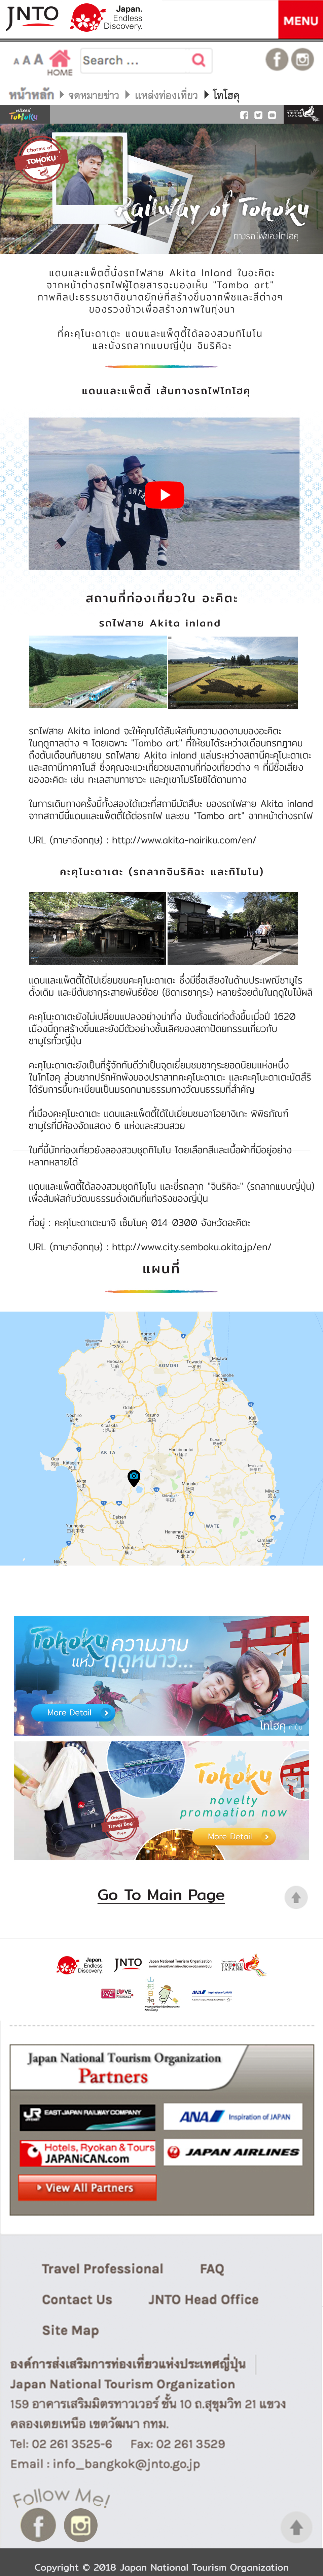 JNTO
Japan.
Endless
Discovery.
MENU
A A A
HOME
Search ...
หน้าหลัก
จดหมายข่าว
แหล่งท่องเที่ยว
โทโฮคุ
TOHOKU
Charms of
TOHOKU
Railway of Tohoku
ทางรถไฟของโทโฮคุ
แดนและแพ็ตตี้นั่งรถไฟสาย Akita Inland ในอะคิตะ
จากหน้าต่างรถไฟผู้โดยสารจะมองเห็น "Tambo art"
ภาพศิลปะธรรมชาติขนาดยักษ์ที่สร้างขึ้นจากพืชและสีต่างๆ
ของรวงข้าวเพื่อสร้างภาพในทุ่งนา
ที่คะคุโนะดาเตะ แดนและแพ็ตตี้ได้ลองสวมกิโมโน
และนั่งรถลากแบบญี่ปุ่น จินริคิฉะ
แดนและแพ็ตตี้ เส้นทางรถไฟโทโฮคุ
สถานที่ท่องเที่ยวใน อะคิตะ
รถไฟสาย Akita inland
รถไฟสาย Akita inland จะให้คุณได้สัมผัสกับความงดงามของอะคิตะ
ในฤดูกาลต่าง ๆ โดยเฉพาะ "Tambo art" ที่ให้ชมได้ระหว่างเดือนกรกฎาคม
ถึงต้นเดือนกันยายน รถไฟสาย Akita inland แล่นระหว่างสถานีคะคุโนะดาเตะ
และสถานีทาคาโนสึ ซึ่งคุณจะแวะเที่ยวชมสถานที่ท่องเที่ยวต่าง ๆ ที่มีชื่อเสียง
ของอะคิตะ เช่น ทะเลสาบทาซาวะ และภูเขาโมริโยชิได้ตามทาง
ในการเดินทางครั้งนี้ทั้งสองได้แวะที่สถานีมัตสึบะ ของรถไฟสาย Akita inland
จากสถานีนี้แดนและแพ็ตตี้ได้ต่อรถไฟ และชม "Tambo art" จากหน้าต่างรถไฟ
URL (ภาษาอังกฤษ) : http://www.akita-nairiku.com/en/
คะคุโนะดาเตะ (รถลากจินริคิฉะ และกิโมโน)
แดนและแพ็ตตี้ได้ไปเยี่ยมชมคะคุโนะดาเตะ ซึ่งมีชื่อเสียงในด้านประเพณีซามูไร
ดั้งเดิม และมีต้นซากุระสายพันธุ์ย้อย (ชิดาเรซากุระ) หลายร้อยต้นในฤดูใบไม้ผลิ
คะคุโนะดาเตะยังไม่เปลี่ยนแปลงอย่างน่าทึ่ง นับตั้งแต่ก่อตั้งขึ้นเมื่อปี 1620
เมืองนี้ถูกสร้างขึ้นและยังมีตัวอย่างชั้นเลิศของสถาปัตยกรรมเกี่ยวกับ
ซามูไรทั่วญี่ปุ่น
คะคุโนะดาเตะยังเป็นที่รู้จักกันดีว่าเป็นจุดเยี่ยมชมซากุระยอดนิยมแห่งหนึ่ง
ในโทโฮคุ ส่วนซากปรักหักพังของปราสาทคะคุโนะดาเตะ และคะคุโนะดาเตะมัตสึริ
ได้รับการขึ้นทะเบียนเป็นมรดกนามธรรมทางวัฒนธรรมที่สำคัญ
ที่เมืองคะคุโนะดาเตะ แดนและแพ็ตตี้ได้ไปเยี่ยมชมอาโอยางิเกะ พิพิธภัณฑ์
ซามูไรที่มีห้องจัดแสดง 6 แห่งและสวนสวย
ในที่นี้นักท่องเที่ยวยังลองสวมชุดกิโมโน โดยเลือกสีและเนื้อผ้าที่มีอยู่อย่าง
หลากหลายได้
แดนและแพ็ตตี้ได้ลองสวมชุดกิโมโน และขี่รถลาก "จินริคิฉะ" (รถลากแบบญี่ปุ่น)
เพื่อสัมผัสกับวัฒนธรรมดั้งเดิมที่แท้จริงของญี่ปุ่น
ที่อยู่ : คะคุโนะดาเตะมาจิ เซ็มโบคุ 014-0300 จังหวัดอะคิตะ
URL (ภาษาอังกฤษ) : http://www.city.semboku.akita.jp/en/
แผนที่
AOMORI
AKITA
IWATE
Tohoku ความงาม
แห่ง ฤดูหนาว...
More Detail
โทโฮคุ ญี่ปุ่น
Tohoku
novelty
promoation now
Original
Travel Bag
More Detail
Go To Main Page
Japan.
Endless
Discovery.
JNTO
Japan National Tourism Organization
TOHOKU
JAPAN
LOVE
ANA Inspiration of JAPAN
Japan National Tourism Organization
Partners
JR EAST JAPAN RAILWAY COMPANY
ANA Inspiration of JAPAN
Hotels, Ryokan & Tours
JAPANiCAN.com
JAPAN AIRLINES
View All Partners
Travel Professional
FAQ
Contact Us
JNTO Head Office
Site Map
องค์การส่งเสริมการท่องเที่ยวแห่งประเทศญี่ปุ่น
Japan National Tourism Organization
159 อาคารเสริมมิตรทาวเวอร์ ชั้น 10 ถ.สุขุมวิท 21 แขวง
คลองเตยเหนือ เขตวัฒนา กทม.
Tel: 02 261 3525-6 Fax: 02 261 3529
Email : info_bangkok@jnto.go.jp
Follow Me!
Copyright © 2018 Japan National Tourism Organization